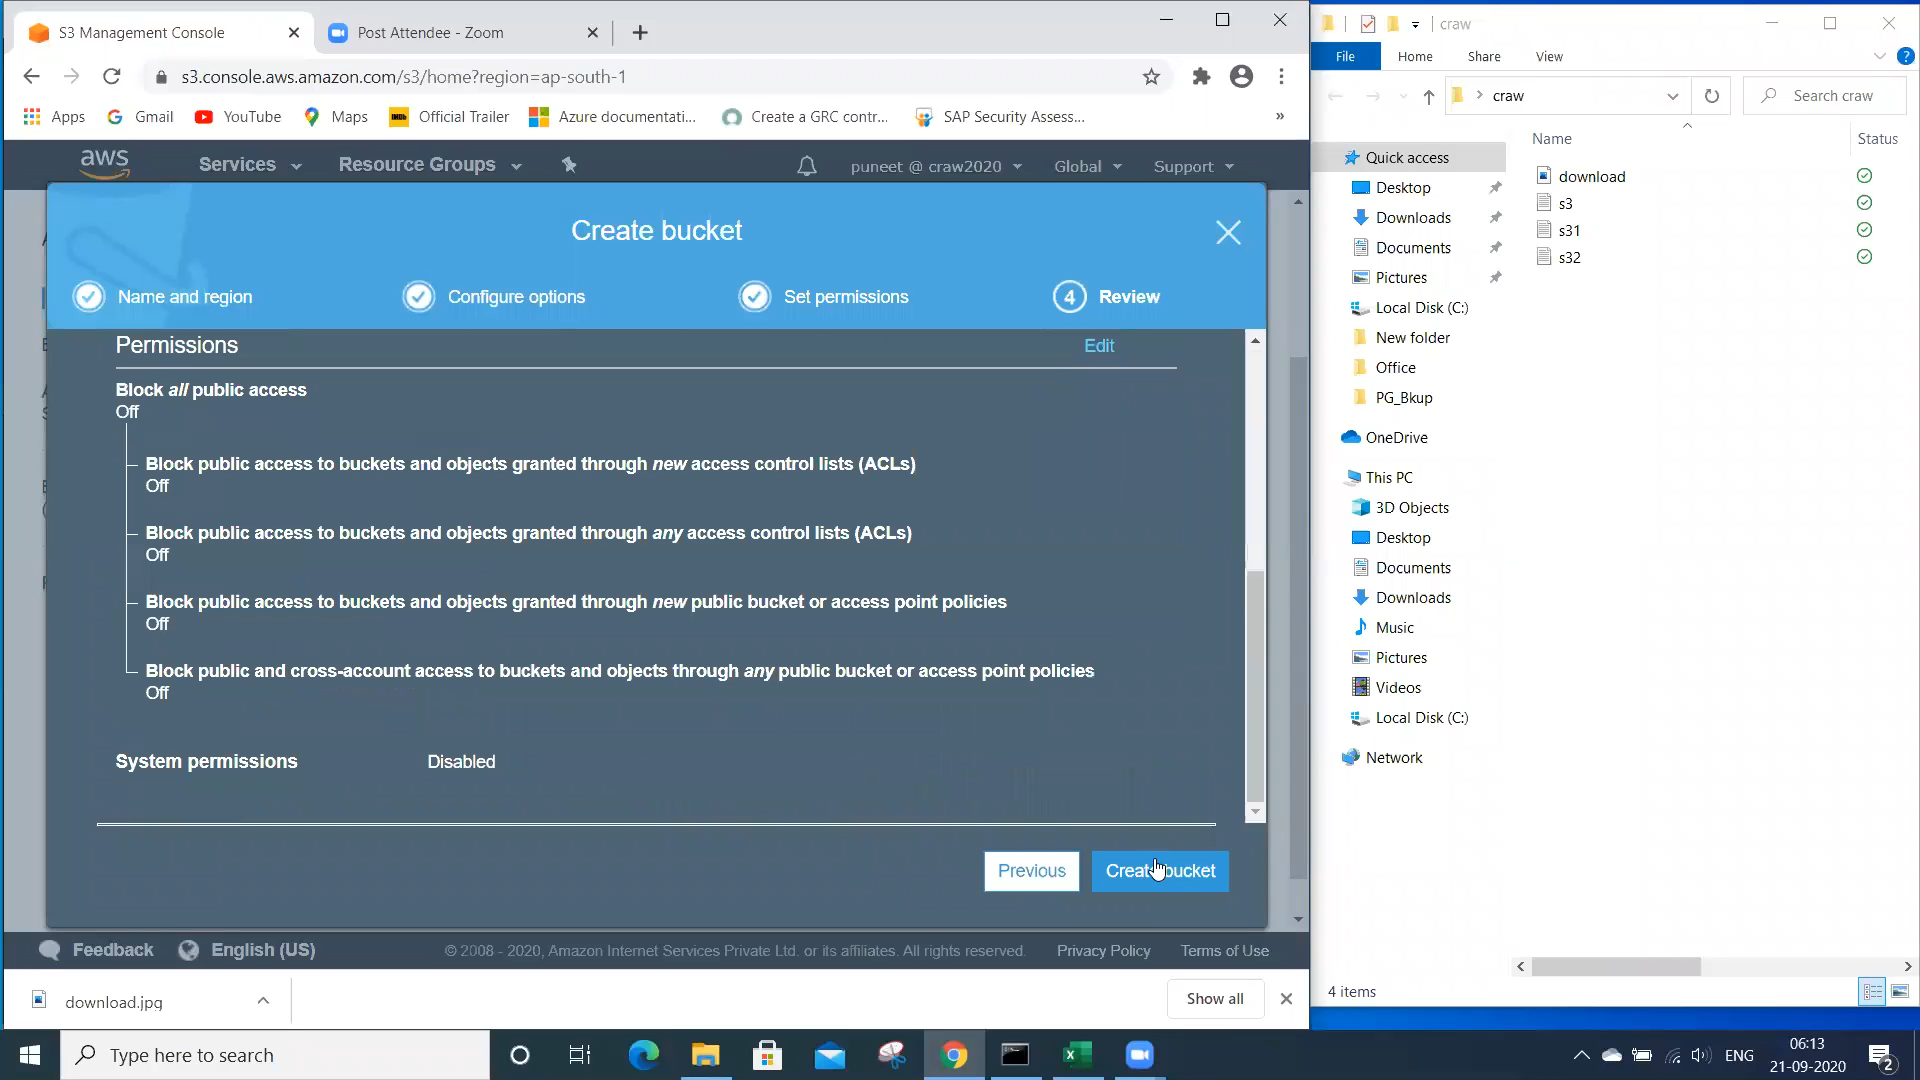 S3 Management Console
Post Attendee - Zoom
s3.console.aws.amazon.com/s3/home?region=ap-south-1
Apps
Gmail
YouTube
Maps
Official Trailer
Azure documentati...
Create a GRC contr...
SAP Security Assess...
»
aws
Services
Resource Groups
puneet @ craw2020
Global
Support
Create bucket
Name and region
Configure options
Set permissions
4 Review
Permissions
Edit
Block all public access
Off
Block public access to buckets and objects granted through new access control lists (ACLs)
Off
Block public access to buckets and objects granted through any access control lists (ACLs)
Off
Block public access to buckets and objects granted through new public bucket or access point policies
Off
Block public and cross-account access to buckets and objects through any public bucket or access point policies
Off
System permissions Disabled
Previous
Create bucket
Feedback
English (US)
© 2008 - 2020, Amazon Internet Services Private Ltd. or its affiliates. All rights reserved.
Privacy Policy
Terms of Use
download.jpg
Show all
craw
File
Home
Share
View
craw
Search craw
Name
Status
Quick access
Desktop
Downloads
Documents
Pictures
Local Disk (C:)
New folder
Office
PG_Bkup
OneDrive
This PC
3D Objects
Desktop
Documents
Downloads
Music
Pictures
Videos
Local Disk (C:)
Network
download
s3
s31
s32
4 items
Type here to search
ENG
06:13
21-09-2020
2